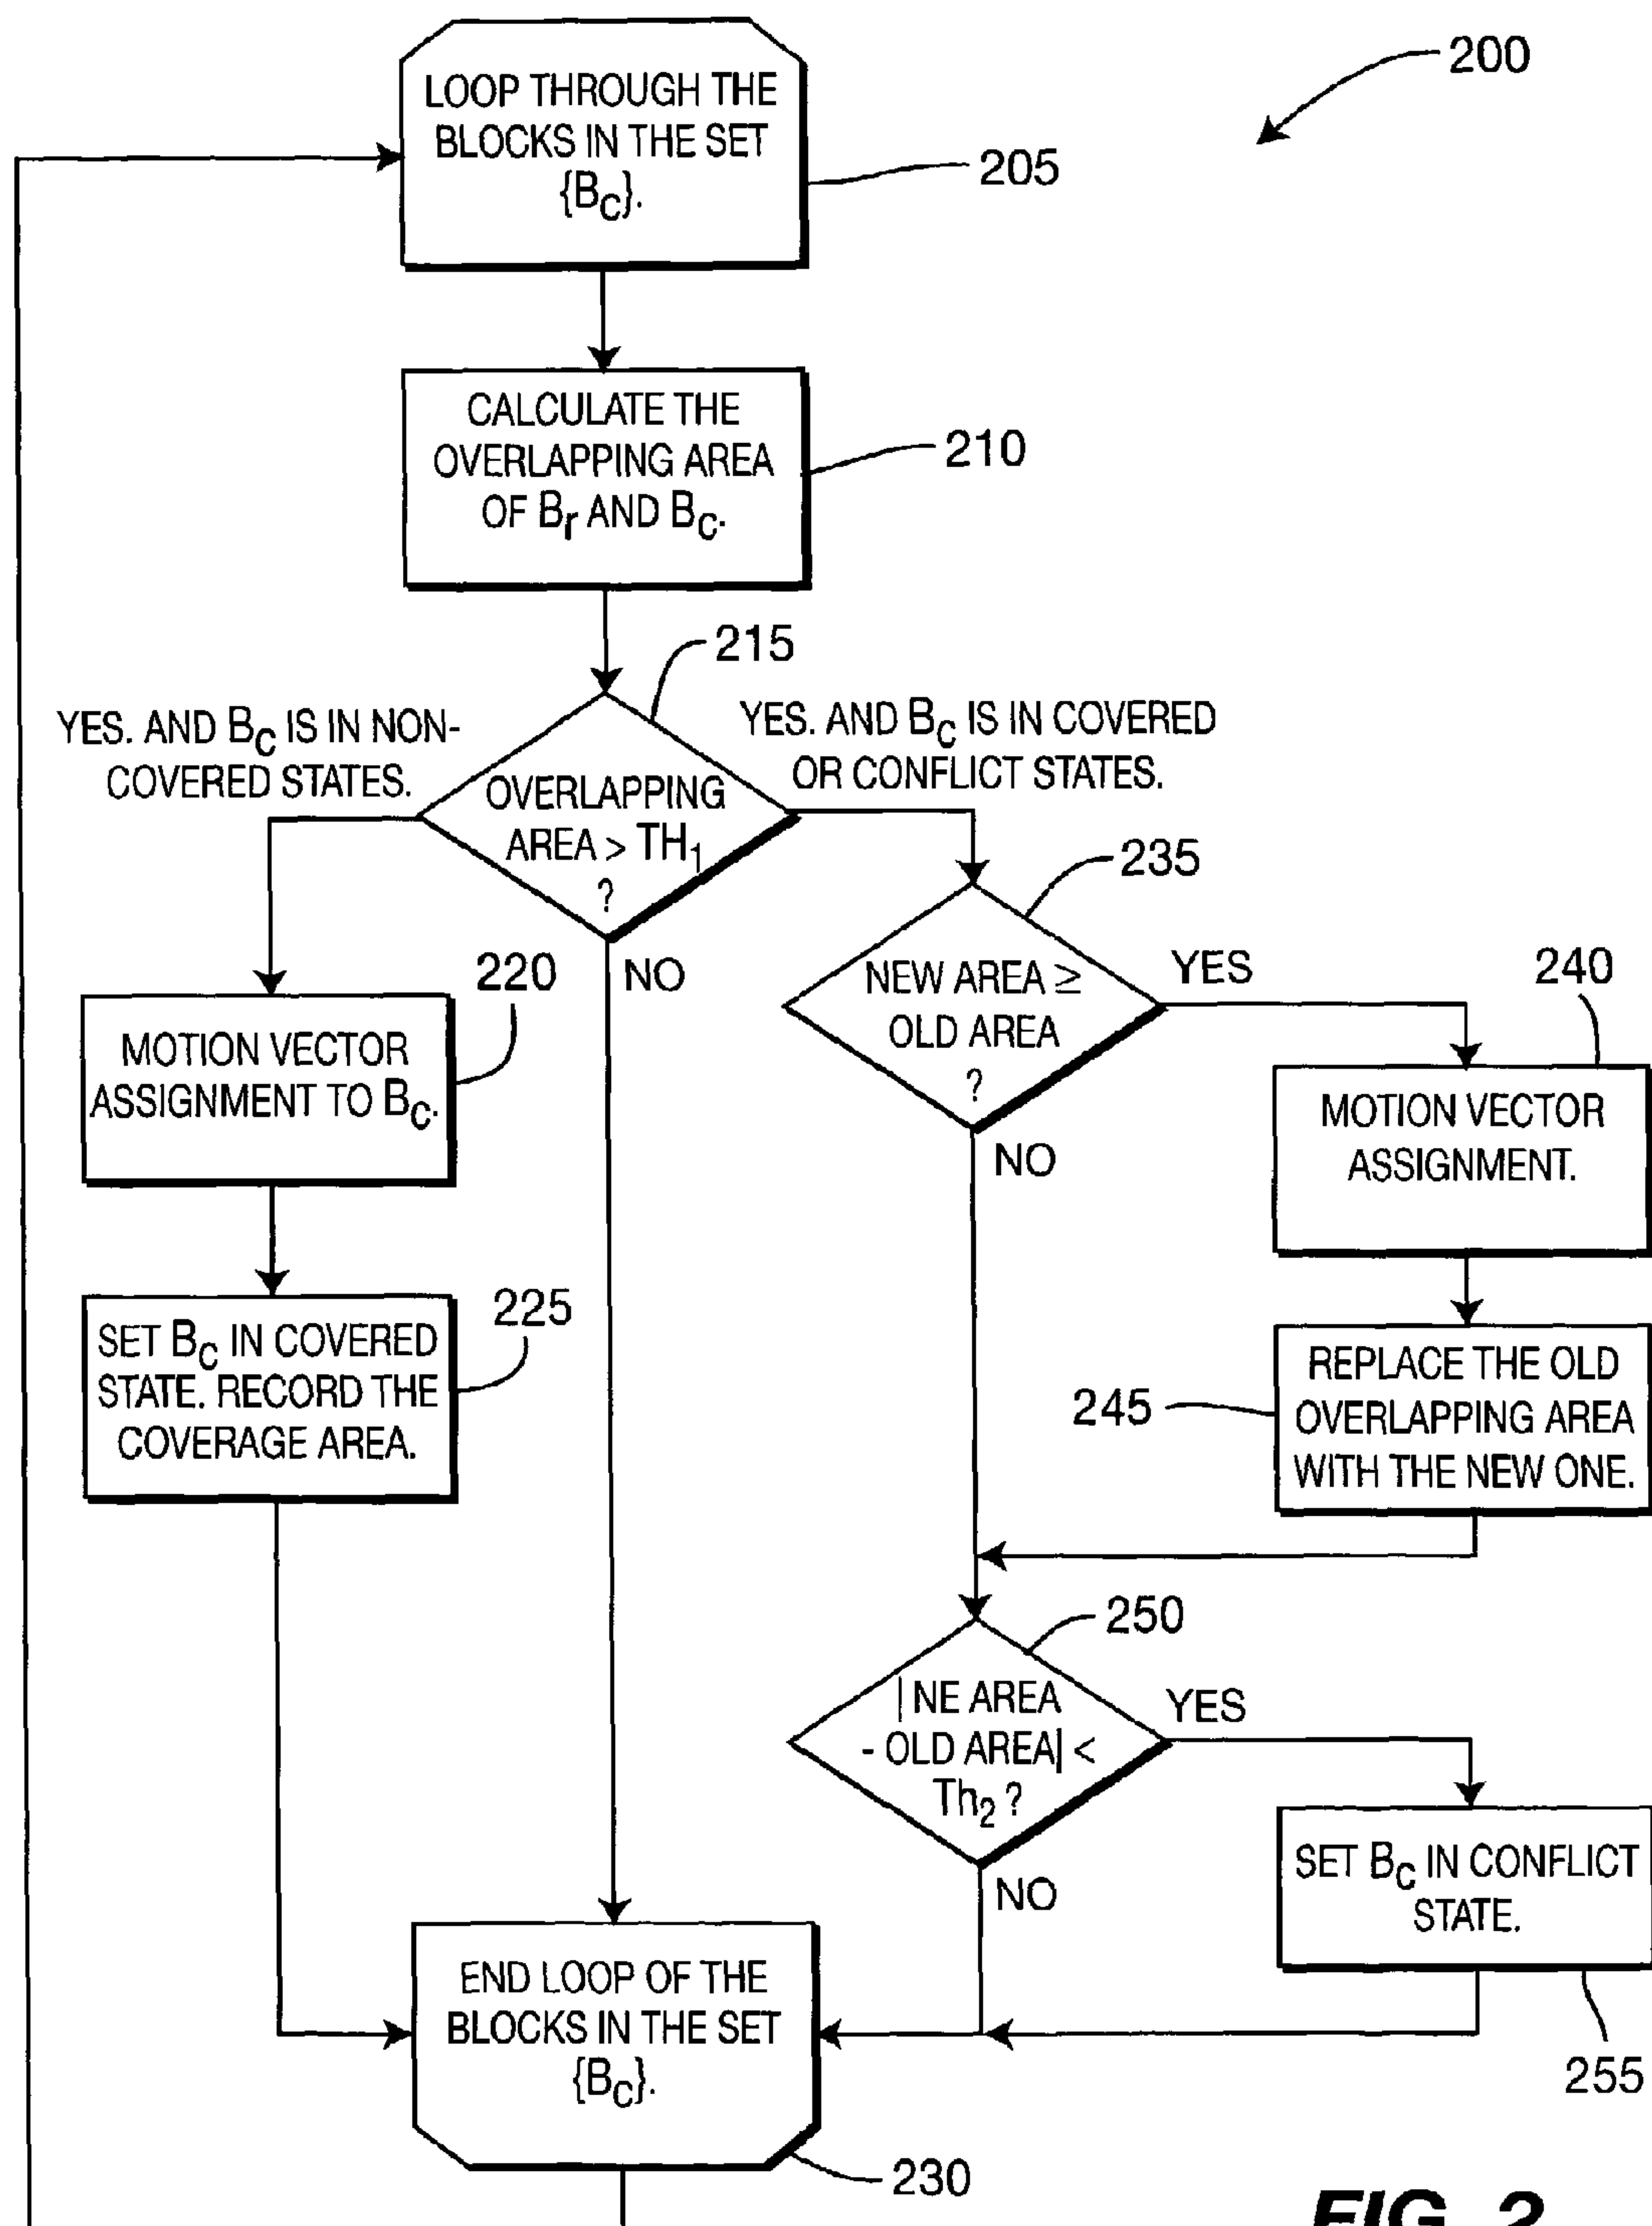 200
LOOP THROUGH THE
BLOCKS IN THE SET
{Bc}.
205
CALCULATE THE
OVERLAPPING AREA
OF Br AND Bc.
210
215
YES. AND Bc IS IN NON-
COVERED STATES.
YES. AND Bc IS IN COVERED
OR CONFLICT STATES.
OVERLAPPING
AREA > TH1
?
NO
235
NEW AREA ≥
OLD AREA
?
YES
NO
220
MOTION VECTOR
ASSIGNMENT TO Bc.
240
MOTION VECTOR
ASSIGNMENT.
225
SET Bc IN COVERED
STATE. RECORD THE
COVERAGE AREA.
245
REPLACE THE OLD
OVERLAPPING AREA
WITH THE NEW ONE.
250
| NE AREA
- OLD AREA| <
Th2 ?
YES
NO
SET Bc IN CONFLICT
STATE.
255
END LOOP OF THE
BLOCKS IN THE SET
{Bc}.
230
FIG. 2